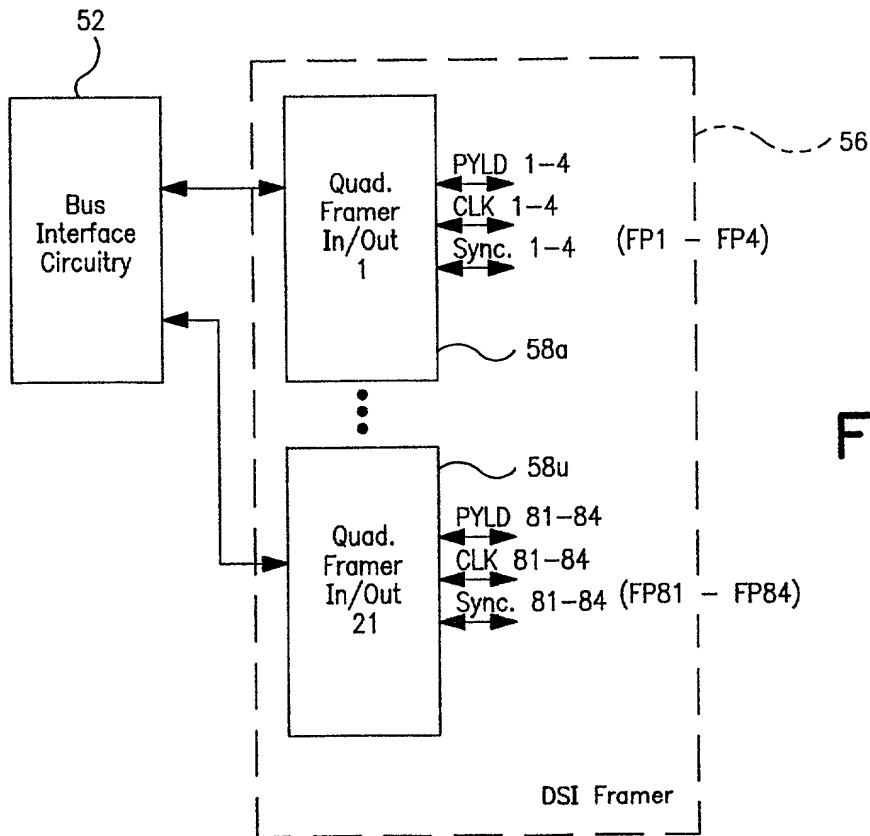 52
Bus
Interface
Circuitry
Quad.
Framer
In/Out
1
PYLD 1-4
CLK 1-4
Sync. 1-4
(FP1 - FP4)
56
58a
58u
Quad.
Framer
In/Out
21
PYLD 81-84
CLK 81-84
Sync. 81-84
(FP81 - FP84)
DSI Framer
F